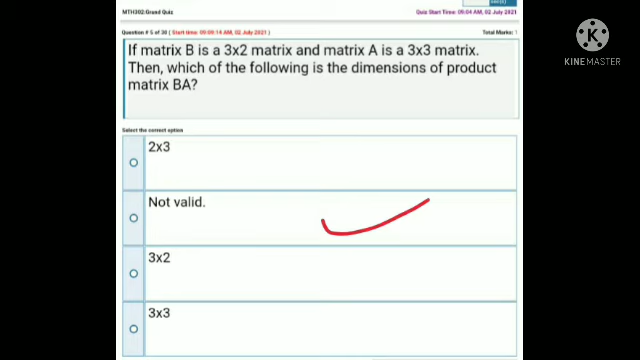 MTH302:Grand Quiz
Quiz Start Time: 09:04 AM, 02 July 2021
Question # 5 of 30 ( Start time: 09:09:14 AM, 02 July 2021 )
Total Marks: 1
If matrix B is a 3x2 matrix and matrix A is a 3x3 matrix.
Then, which of the following is the dimensions of product
matrix BA?
Select the correct option
2x3
Not valid.
3x2
3x3
KINEMASTER